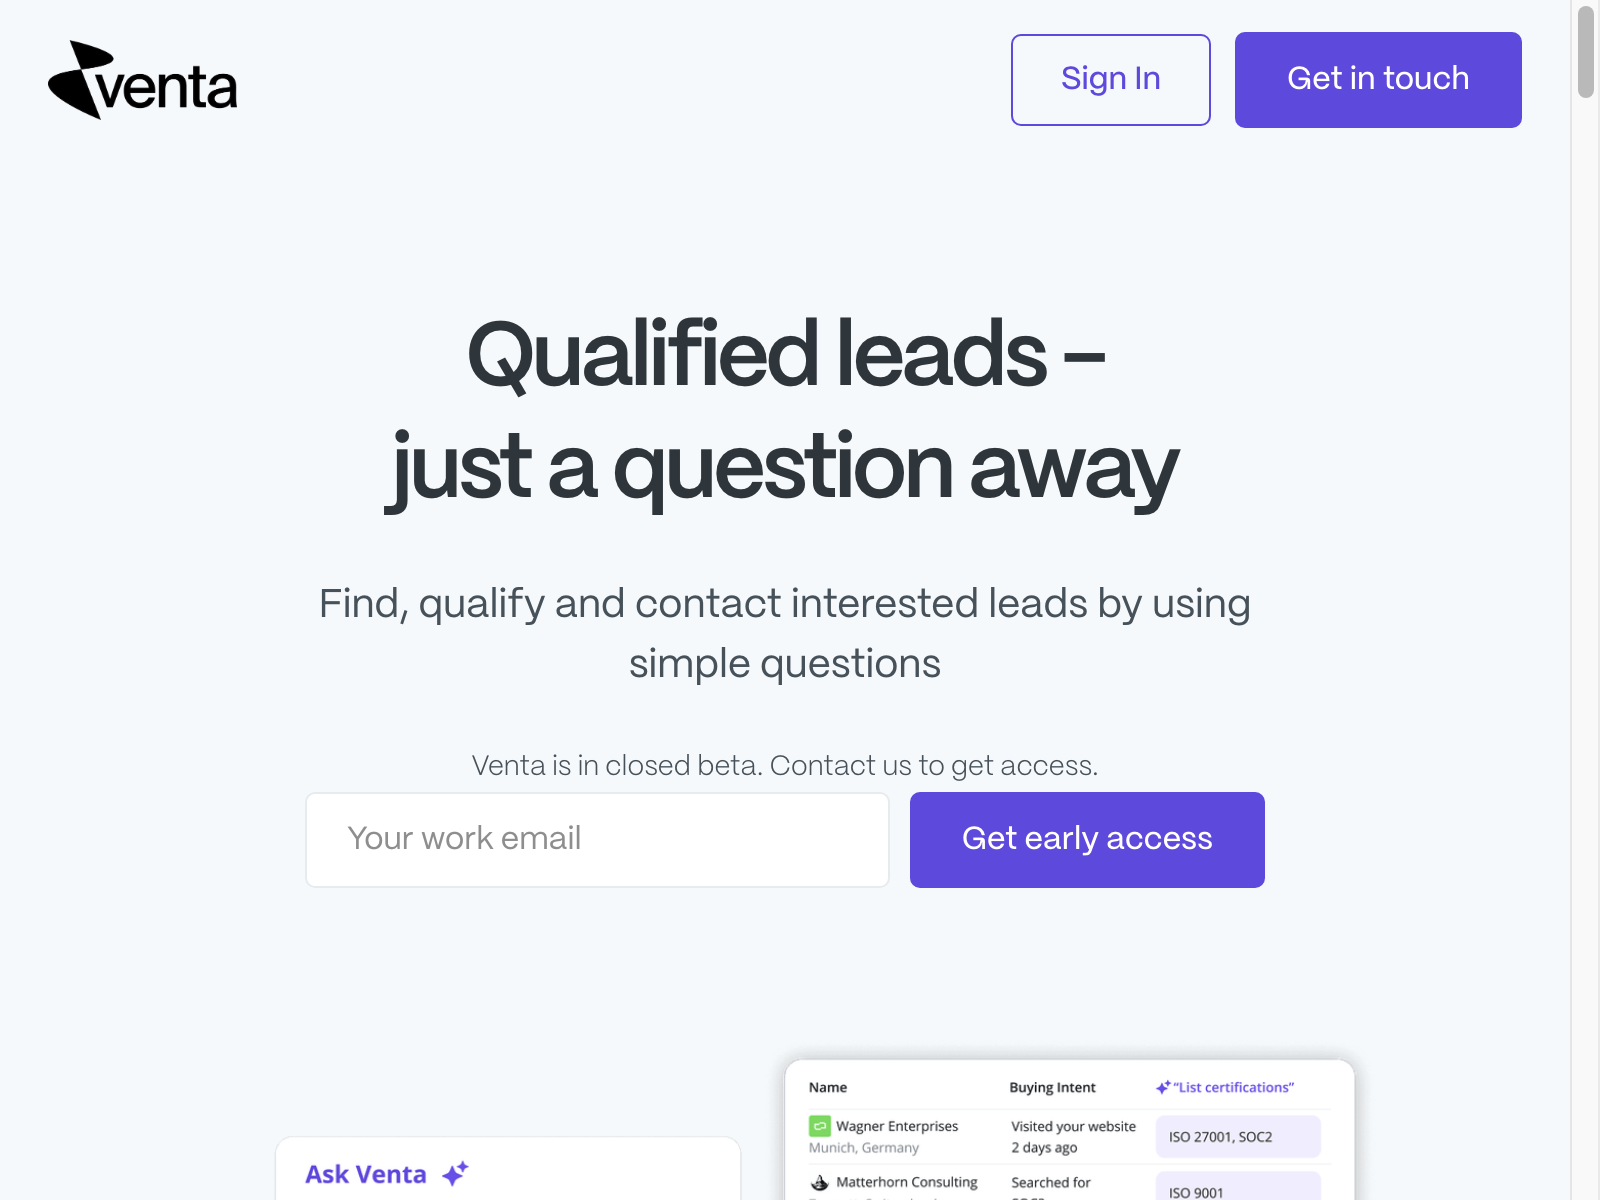 venta
Sign In
Get in touch
Qualified leads –
just a question away
Find, qualify and contact interested leads by using
simple questions
Venta is in closed beta. Contact us to get access.
Your work email
Get early access
Ask Venta
Name
Buying Intent
“List certifications”
Wagner Enterprises
Munich, Germany
Visited your website
2 days ago
ISO 27001, SOC2
Matterhorn Consulting
Searched for
ISO 9001